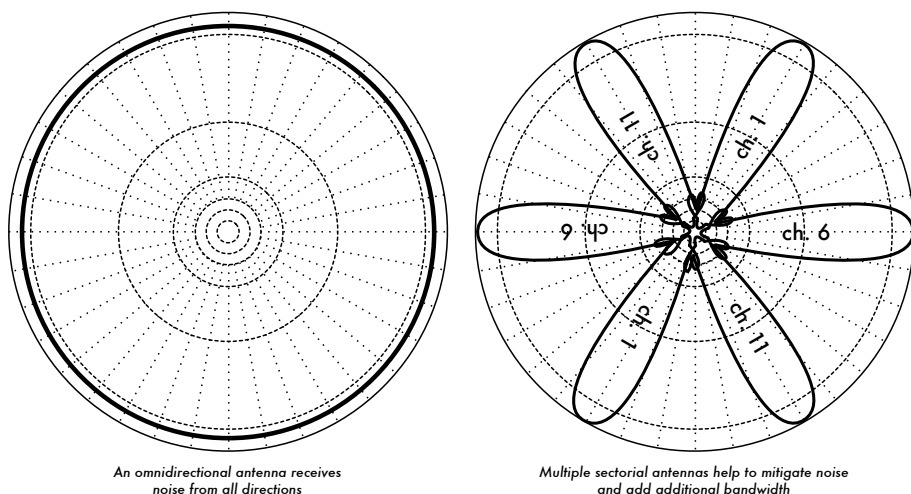 ch. 11
ch. 1
ch. 6
ch. 6
ch. 1
ch. 11
An omnidirectional antenna receives
noise from all directions
Multiple sectorial antennas help to mitigate noise
and add additional bandwidth